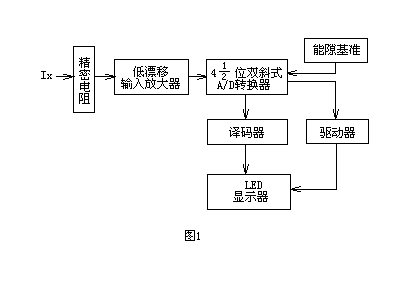 能隙基准
Ix
精密电阻
低漂移
输入放大器
4 1/2 位双斜式
A/D转换器
译码器
驱动器
LED
显示器
图1